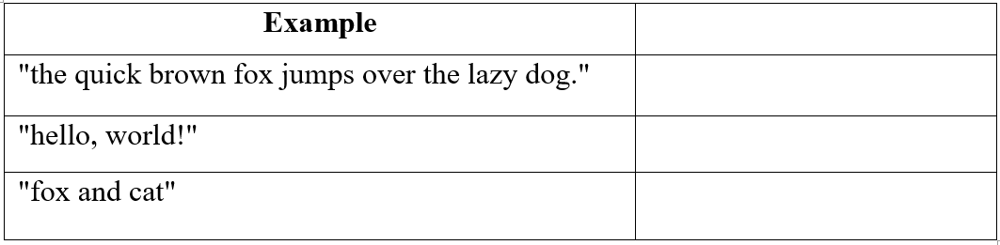 Example
"the quick brown fox jumps over the lazy dog."
"hello, world!"
"fox and cat"